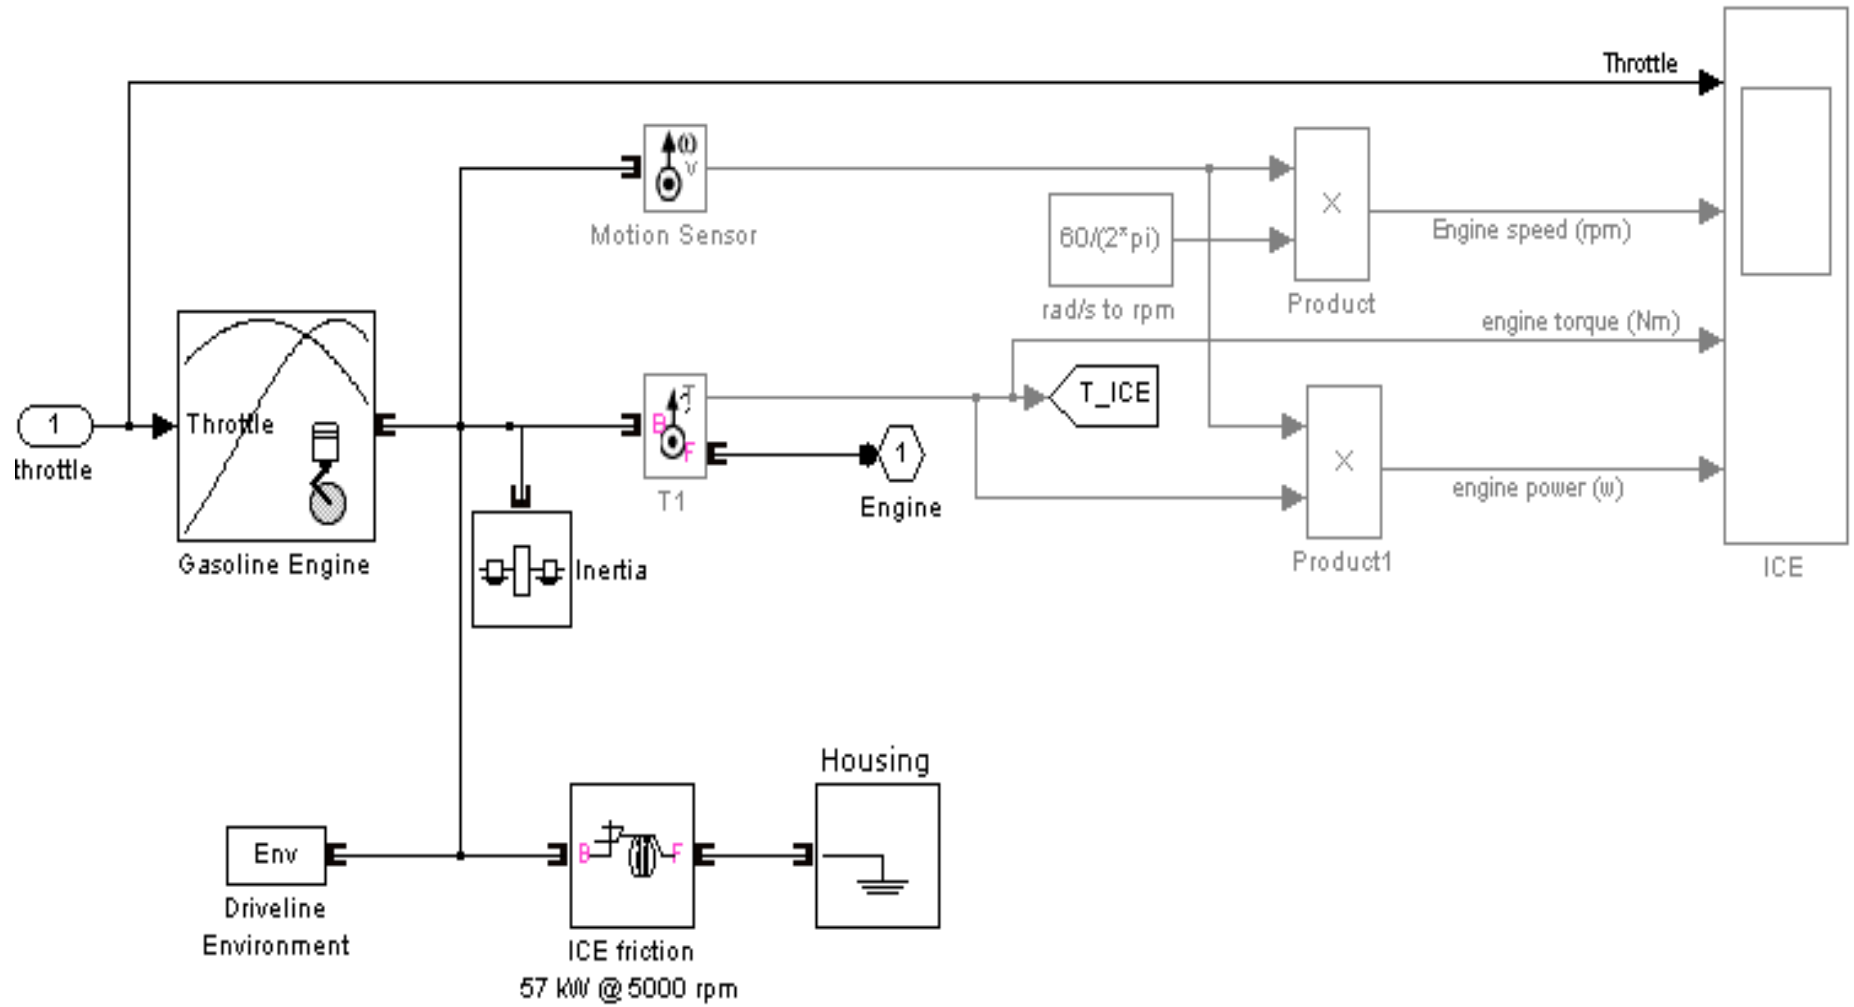 Throttle
ω
v
Motion Sensor
60/(2*pi)
rad/s to rpm
X
Product
Engine speed (rpm)
engine torque (Nm)
1
throttle
Throttle
Gasoline Engine
T
B
F
T1
T_ICE
1
Engine
X
Product1
engine power (w)
ICE
Inertia
Housing
Env
Driveline
Environment
B
F
ICE friction
57 kW @ 5000 rpm